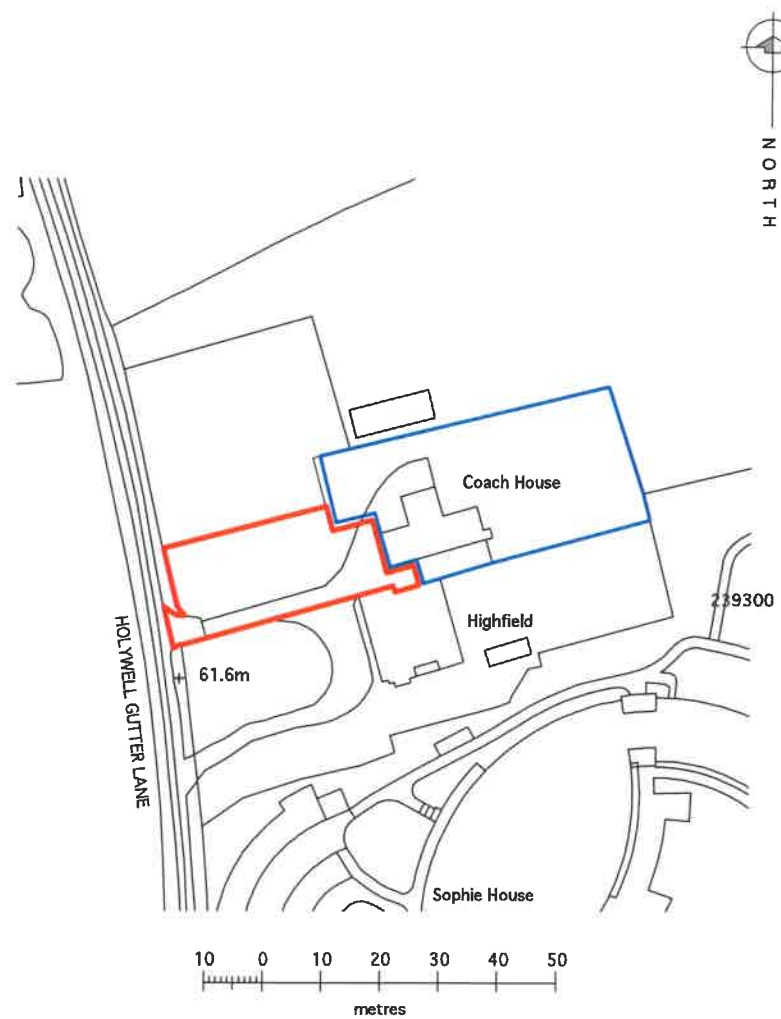 NORTH
Coach House
239300
Highfield
HOLYWELL GUTTER LANE
61.6m
Sophie House
10 0 10 20 30 40 50
metres